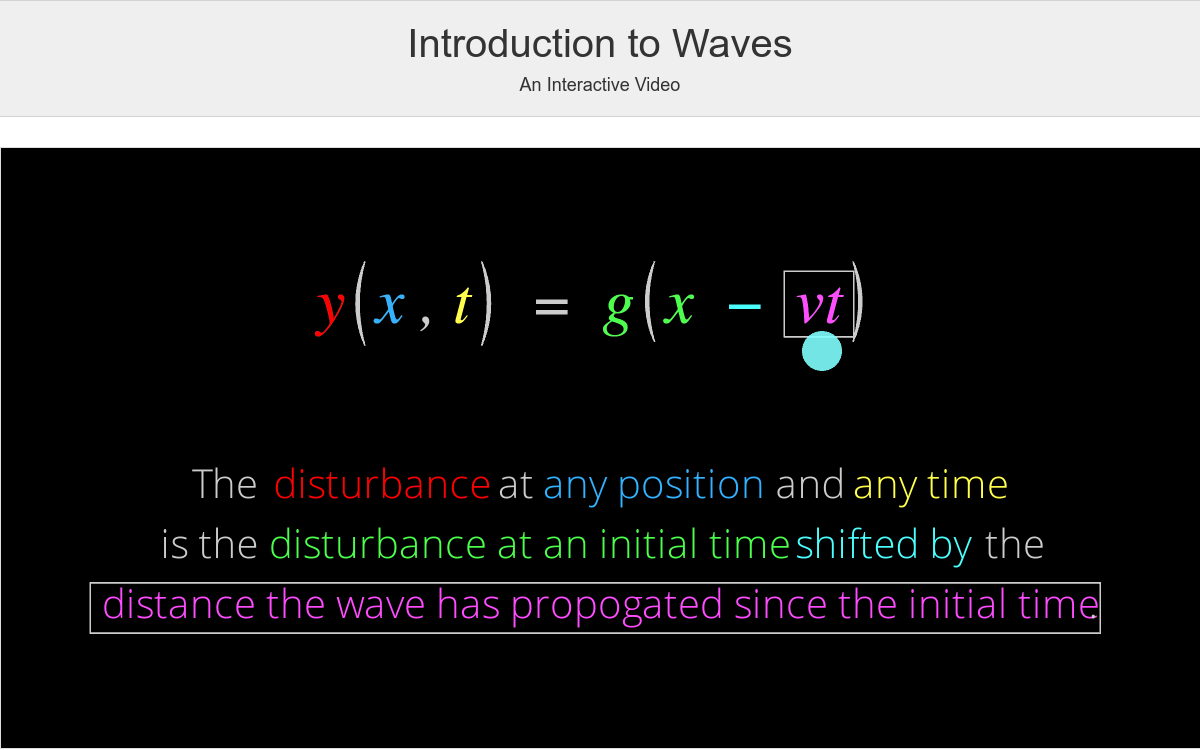 Introduction to Waves
An Interactive Video
y(x, t) = g(x − vt)
The disturbance at any position and any time
is the disturbance at an initial time shifted by the
distance the wave has propogated since the initial time.